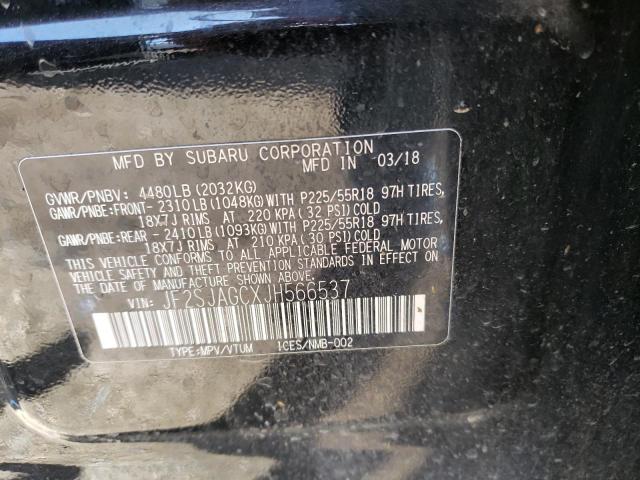 MFD BY SUBARU CORPORATION
MFD IN 03/18
GVWR/PNBV: 4480LB (2032KG)
GAWR/PNBE:FRONT- 2310LB (1048KG) WITH P225/55R18 97H TIRES,
18X7J RIMS AT 220 KPA (32 PSI) COLD
GAWR/PNBE:REAR - 2410LB (1093KG) WITH P225/55R18 97H TIRES,
18X7J RIMS AT 210 KPA (30 PSI) COLD
THIS VEHICLE CONFORMS TO ALL APPLICABLE FEDERAL MOTOR
VEHICLE SAFETY AND THEFT PREVENTION STANDARDS IN EFFECT ON
THE DATE OF MANUFACTURE SHOWN ABOVE.
VIN: JF2SJAGCXJH566537
TYPE:MPV/VTUM ICES/NMB-002